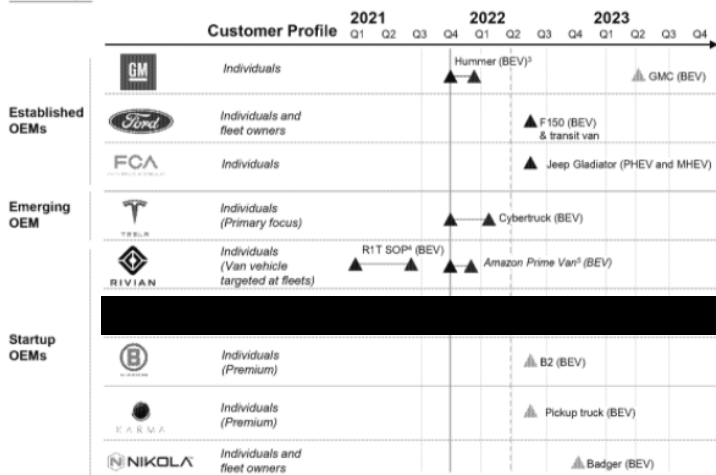 2021 2022 2023
Customer Profile Q1 Q2 Q3 Q4 Q1 Q2 Q3 Q4 Q1 Q2 Q3 Q4
Established
OEMs
GM
Individuals
Hummer (BEV)³
GMC (BEV)
Ford
Individuals and
fleet owners
F150 (BEV)
& transit van
FCA
Individuals
Jeep Gladiator (PHEV and MHEV)
Emerging
OEM
TESLA
Individuals
(Primary focus)
Cybertruck (BEV)
Startup
OEMs
RIVIAN
Individuals
(Van vehicle
targeted at fleets)
R1T SOP⁴ (BEV)
Amazon Prime Van⁵ (BEV)
B
Individuals
(Premium)
B2 (BEV)
KARMA
Individuals
(Premium)
Pickup truck (BEV)
NIKOLA
Individuals and
fleet owners
Badger (BEV)